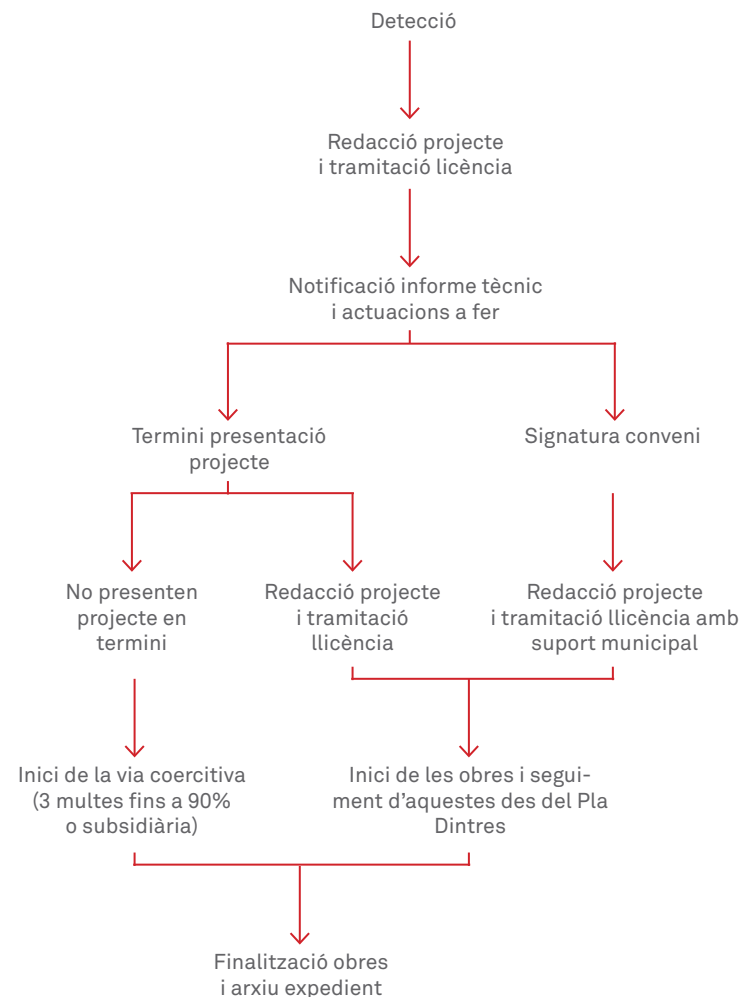 Detecció
Redacció projecte
i tramitació licència
Notificació informe tècnic
i actuacions a fer
Termini presentació
projecte
Signatura conveni
No presenten
projecte en
termini
Redacció projecte
i tramitació
llicència
Redacció projecte
i tramitació llicència amb
suport municipal
Inici de la via coercitiva
(3 multes fins a 90%
o subsidiària)
Inici de les obres i segui-
ment d’aquestes des del Pla
Dintres
Finalització obres
i arxiu expedient